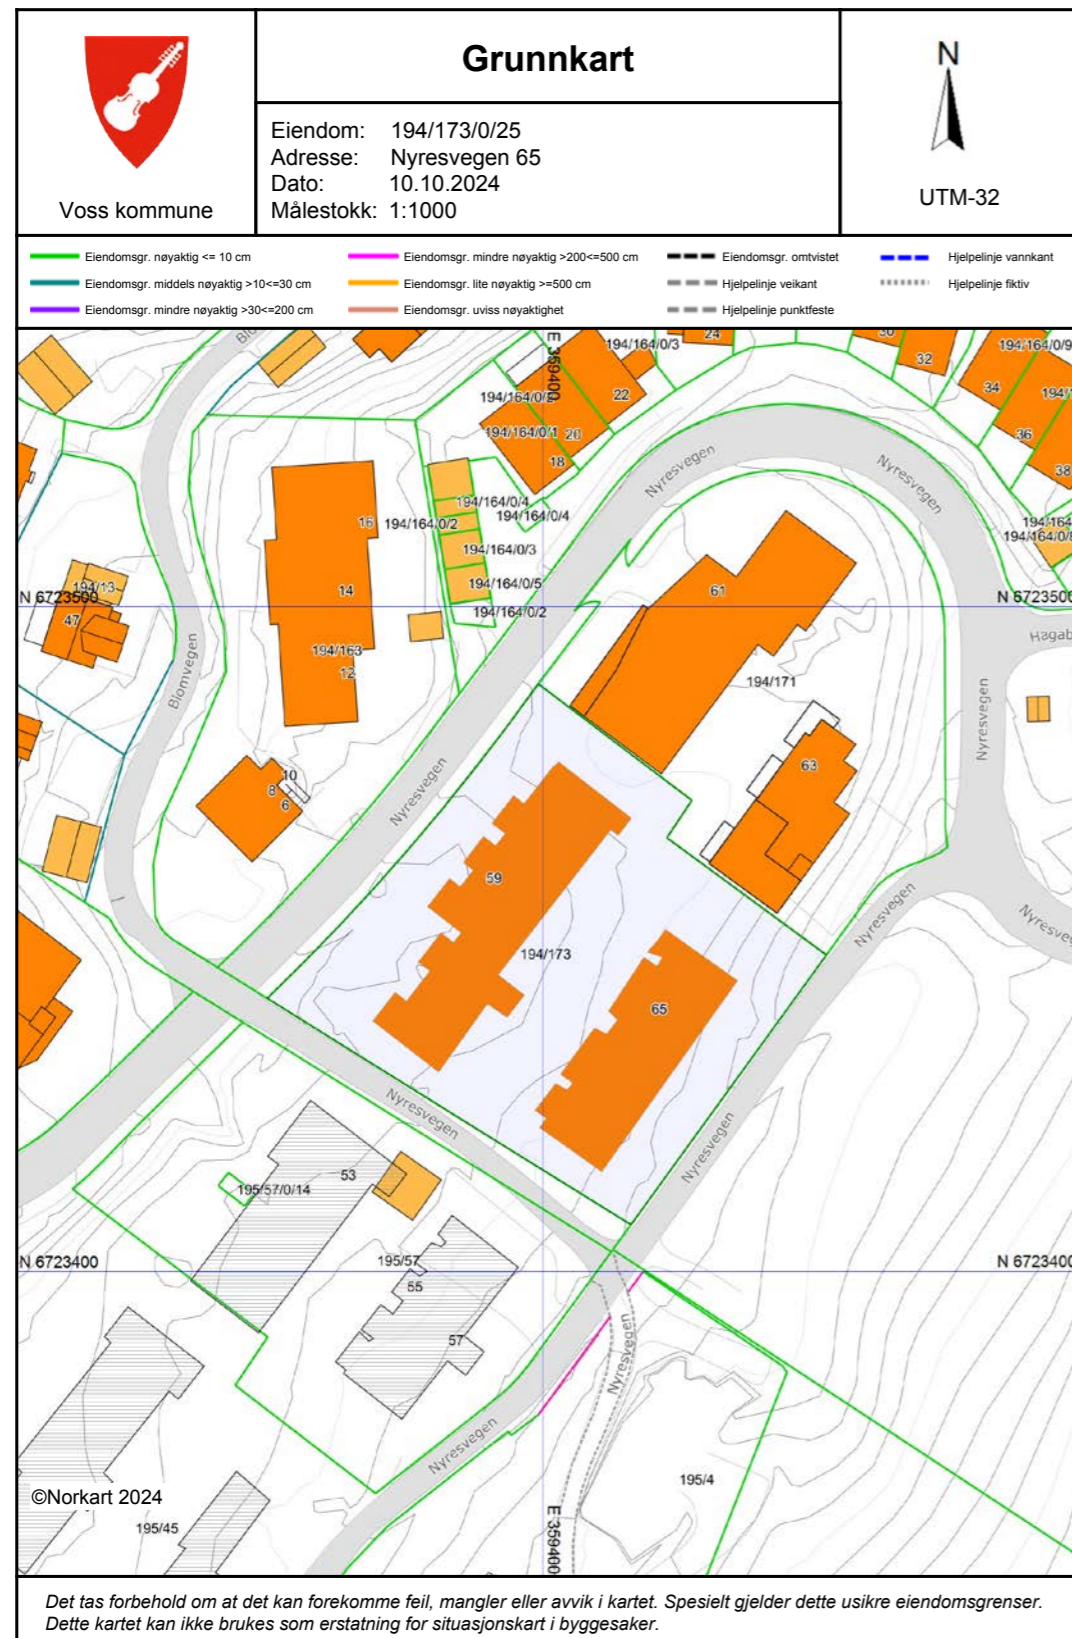 Grunnkart
Voss kommune
Eiendom: 194/173/0/25
Adresse: Nyresvegen 65
Dato: 10.10.2024
Målestokk: 1:1000
N
UTM-32
Eiendomsgr. nøyaktig <= 10 cm
Eiendomsgr. middels nøyaktig >10<=30 cm
Eiendomsgr. mindre nøyaktig >30<=200 cm
Eiendomsgr. mindre nøyaktig >200<=500 cm
Eiendomsgr. lite nøyaktig >=500 cm
Eiendomsgr. uviss nøyaktighet
Eiendomsgr. omtvistet
Hjelpelinje veikant
Hjelpelinje punktfeste
Hjelpelinje vannkant
Hjelpelinje fiktiv
E 359400
194/164/0/3
24
32
194/164/0/9
34
22
194/164/0/1
20
18
36
38
Nyresvegen
Nyresvegen
16
194/164/0/2
194/164/0/4
194/164/0/4
194/164/0/3
194/164/0/5
194/164/0/2
14
194/163
12
61
194/13
N 6723500
47
N 6723500
Blomvegen
194/171
Nyresvegen
63
10
8
6
Nyresvegen
59
194/173
65
Nyresvegen
Nyresvegen
Nyresvegen
53
195/57/0/14
195/57
55
57
N 6723400
N 6723400
Nyresvegen
Nyresvegen
195/4
©Norkart 2024
195/45
E 359400
Det tas forbehold om at det kan forekomme feil, mangler eller avvik i kartet. Spesielt gjelder dette usikre eiendomsgrenser.
Dette kartet kan ikke brukes som erstatning for situasjonskart i byggesaker.